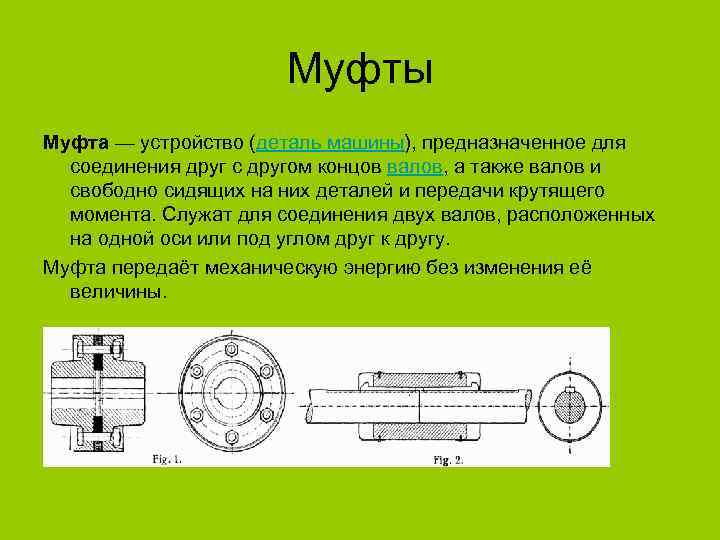 Муфты
Муфта — устройство (деталь машины), предназначенное для
соединения друг с другом концов валов, а также валов и
свободно сидящих на них деталей и передачи крутящего
момента. Служат для соединения двух валов, расположенных
на одной оси или под углом друг к другу.
Муфта передаёт механическую энергию без изменения её
величины.
Fig. 1.
Fig. 2.